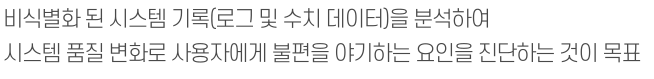 비식별화 된 시스템 기록(로그 및 수치 데이터)을 분석하여
시스템 품질 변화로 사용자에게 불편을 야기하는 요인을 진단하는 것이 목표